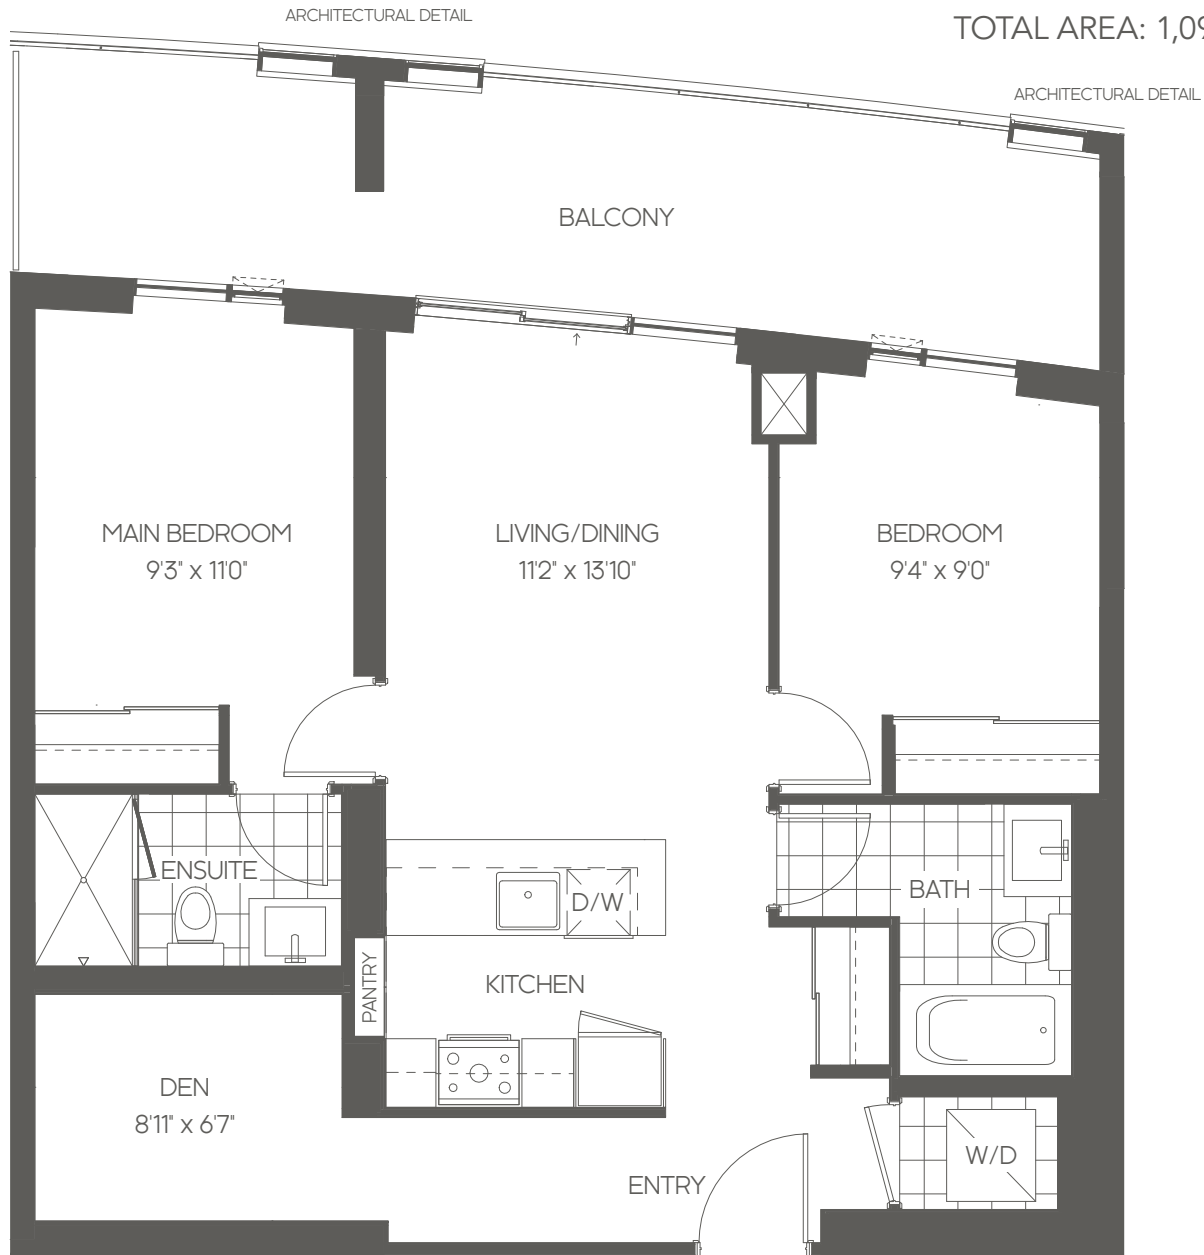 ARCHITECTURAL DETAIL
TOTAL AREA: 1,09
ARCHITECTURAL DETAIL
BALCONY
MAIN BEDROOM
9'3" x 11'0"
LIVING/DINING
11'2" x 13'10"
BEDROOM
9'4" x 9'0"
ENSUITE
D/W
BATH
PANTRY
KITCHEN
DEN
8'11" x 6'7"
W/D
ENTRY